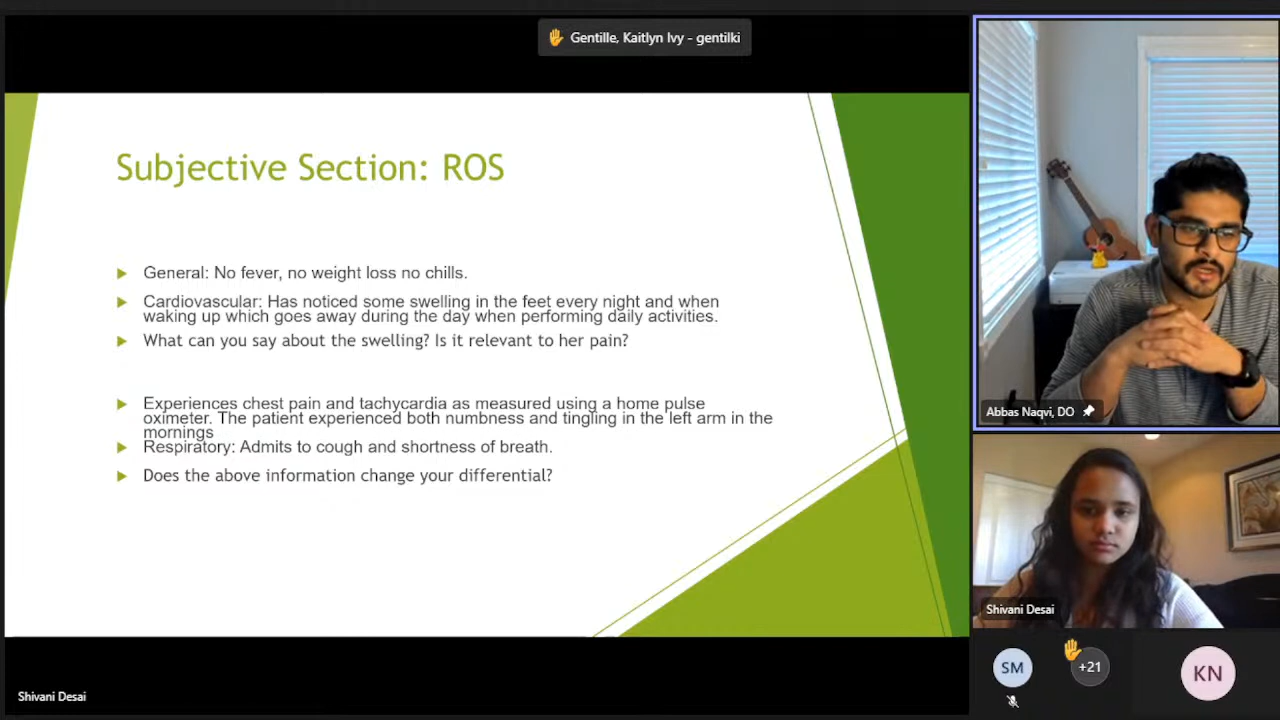 Gentille, Kaitlyn Ivy - gentilki
Subjective Section: ROS
General: No fever, no weight loss no chills.
Cardiovascular: Has noticed some swelling in the feet every night and when
waking up which goes away during the day when performing daily activities.
What can you say about the swelling? Is it relevant to her pain?
Experiences chest pain and tachycardia as measured using a home pulse
oximeter. The patient experienced both numbness and tingling in the left arm in the
mornings
Respiratory: Admits to cough and shortness of breath.
Does the above information change your differential?
Shivani Desai
Abbas Naqvi, DO
Shivani Desai
SM
+21
KN